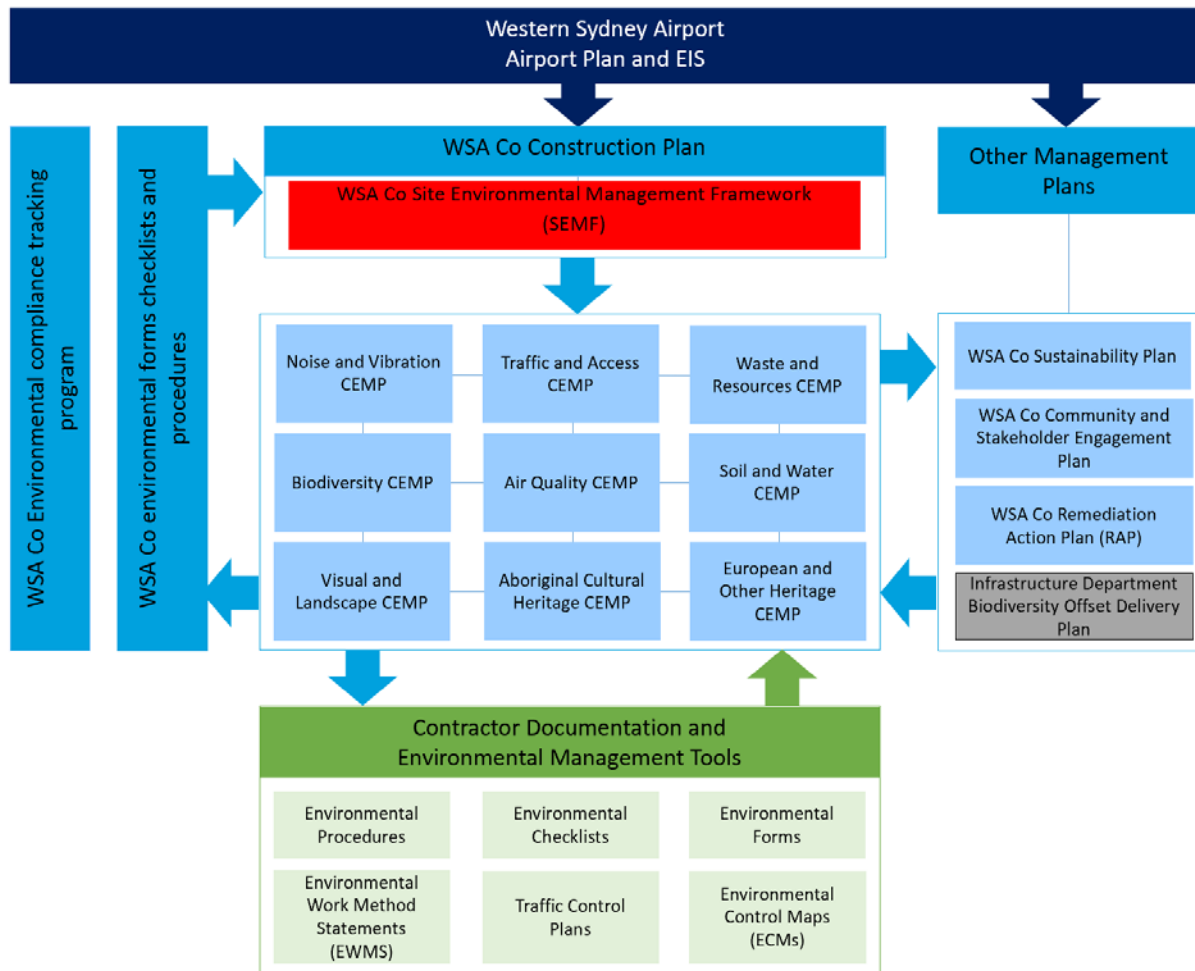 Western Sydney Airport
Airport Plan and EIS
WSA Co Environmental compliance tracking
program
WSA Co environmental forms checklists and
procedures
WSA Co Construction Plan
WSA Co Site Environmental Management Framework
(SEMF)
Other Management
Plans
Noise and Vibration
CEMP
Traffic and Access
CEMP
Waste and
Resources CEMP
Biodiversity CEMP
Air Quality CEMP
Soil and Water
CEMP
Visual and
Landscape CEMP
Aboriginal Cultural
Heritage CEMP
European and
Other Heritage
CEMP
WSA Co Sustainability Plan
WSA Co Community and
Stakeholder Engagement
Plan
WSA Co Remediation
Action Plan (RAP)
Infrastructure Department
Biodiversity Offset Delivery
Plan
Contractor Documentation and
Environmental Management Tools
Environmental
Procedures
Environmental
Checklists
Environmental
Forms
Environmental
Work Method
Statements
(EWMS)
Traffic Control
Plans
Environmental
Control Maps
(ECMs)